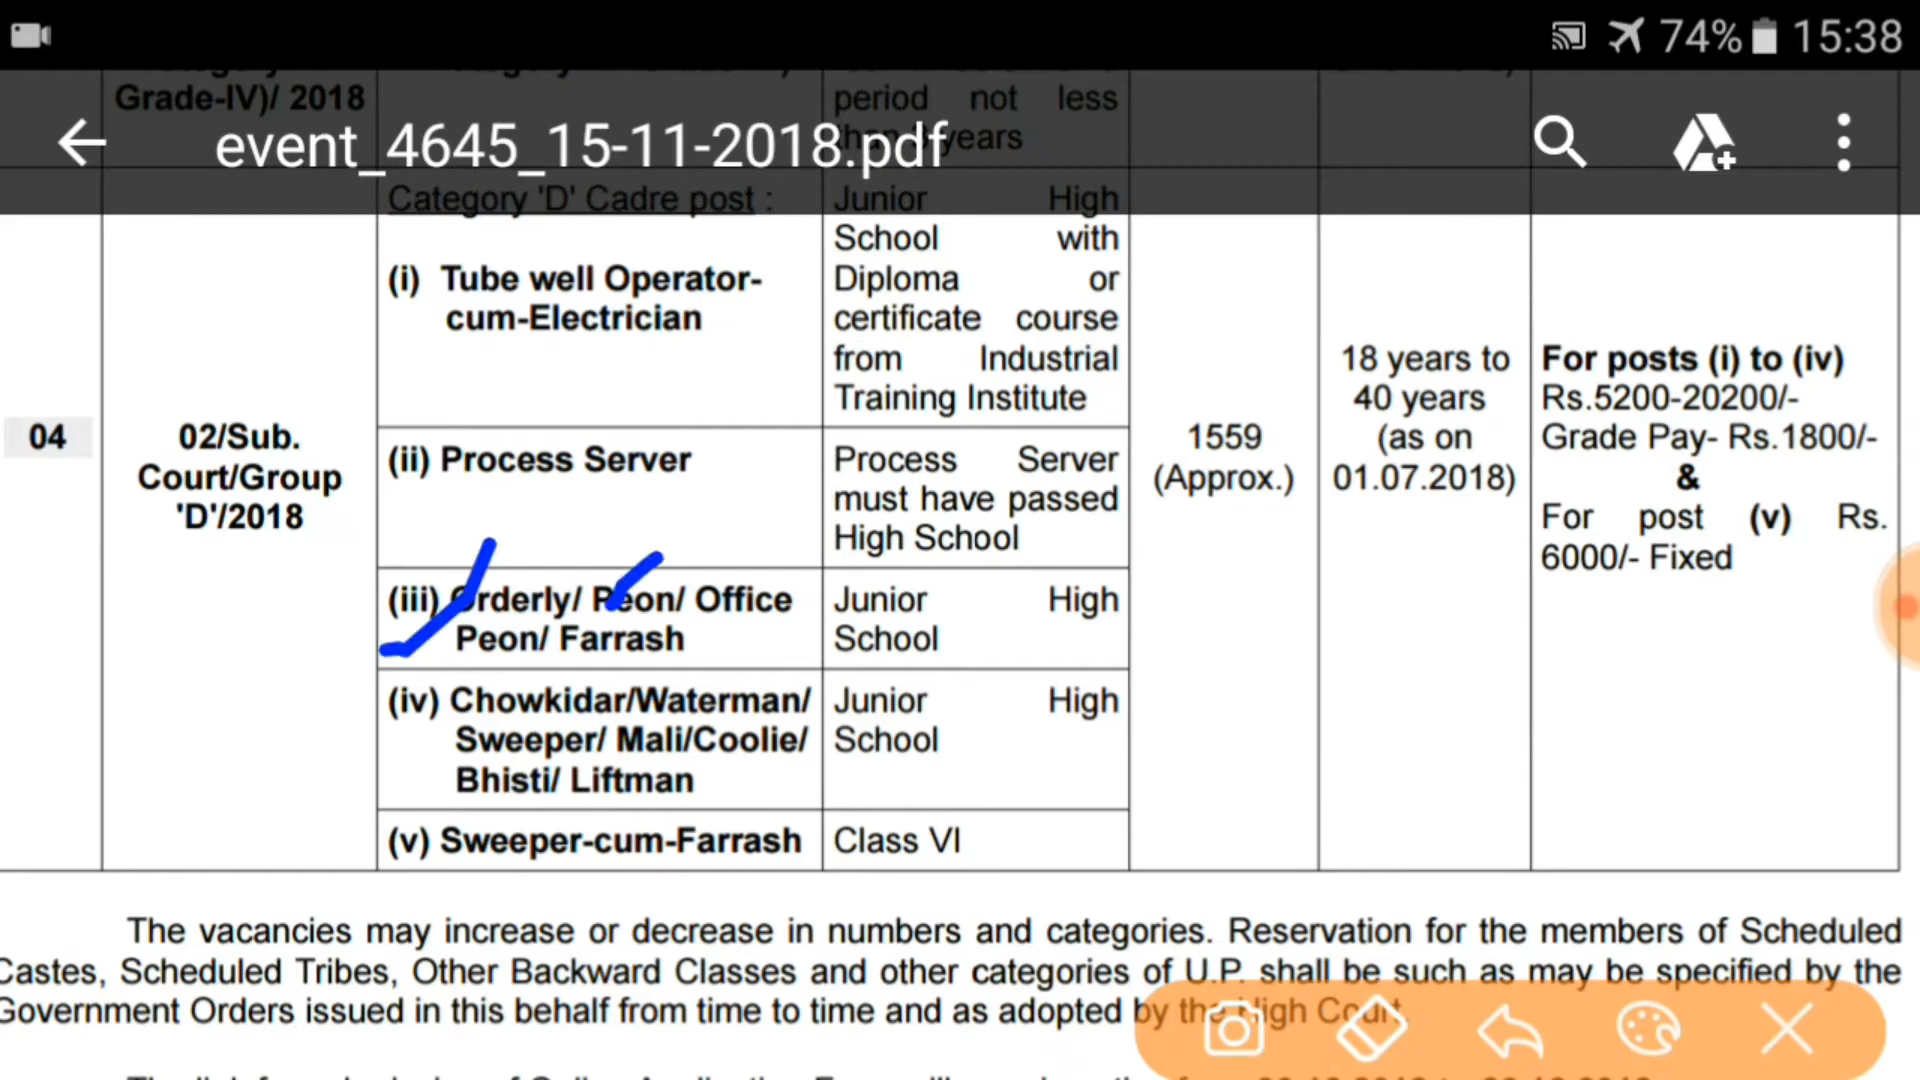 74% 15:38
Grade-IV)/ 2018
period not less
years
event_4645_15-11-2018.pdf
Category 'D' Cadre post :
Junior High
School with
Diploma or
certificate course
from Industrial
Training Institute
(i) Tube well Operator-
cum-Electrician
04
02/Sub.
Court/Group
'D'/2018
(ii) Process Server
Process Server
must have passed
High School
(iii) Orderly/ Peon/ Office
Peon/ Farrash
Junior High
School
(iv) Chowkidar/Waterman/
Sweeper/ Mali/Coolie/
Bhisti/ Liftman
Junior High
School
(v) Sweeper-cum-Farrash
Class VI
1559
(Approx.)
18 years to
40 years
(as on
01.07.2018)
For posts (i) to (iv)
Rs.5200-20200/-
Grade Pay- Rs.1800/-
&
For post (v) Rs.
6000/- Fixed
The vacancies may increase or decrease in numbers and categories. Reservation for the members of Scheduled
Castes, Scheduled Tribes, Other Backward Classes and other categories of U.P. shall be such as may be specified by the
Government Orders issued in this behalf from time to time and as adopted by the High Court.